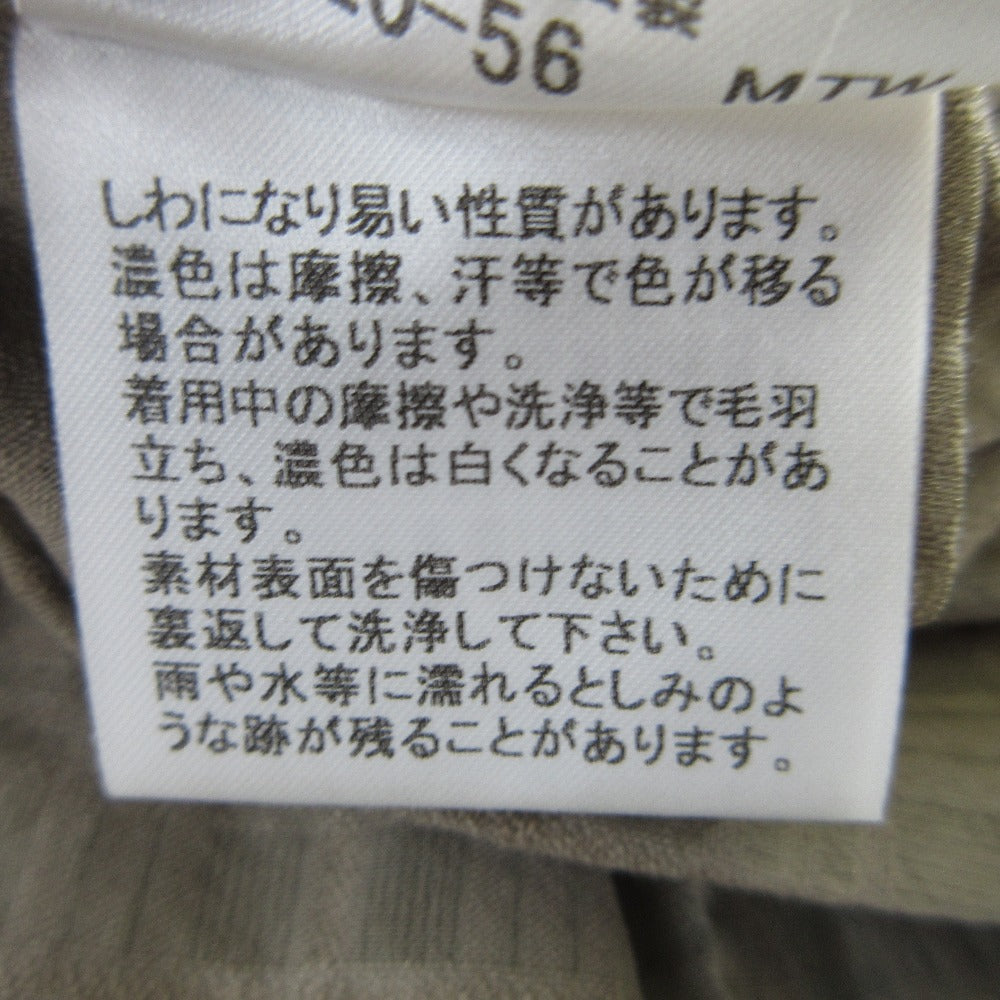 56
製
MTW
しわになり易い性質があります。
濃色は摩擦、汗等で色が移る
場合があります。
着用中の摩擦や洗浄等で毛羽
立ち、濃色は白くなることがあ
ります。
素材表面を傷つけないために
裏返して洗浄して下さい。
雨や水等に濡れるとしみのよ
うな跡が残ることがあります。